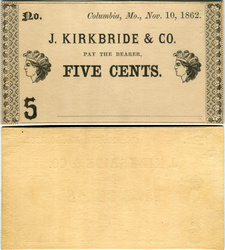 No. Columbia, Mo., Nov. 10, 1862.
J. KIRKBRIDE & CO.
PAY THE BEARER,
FIVE CENTS.
5